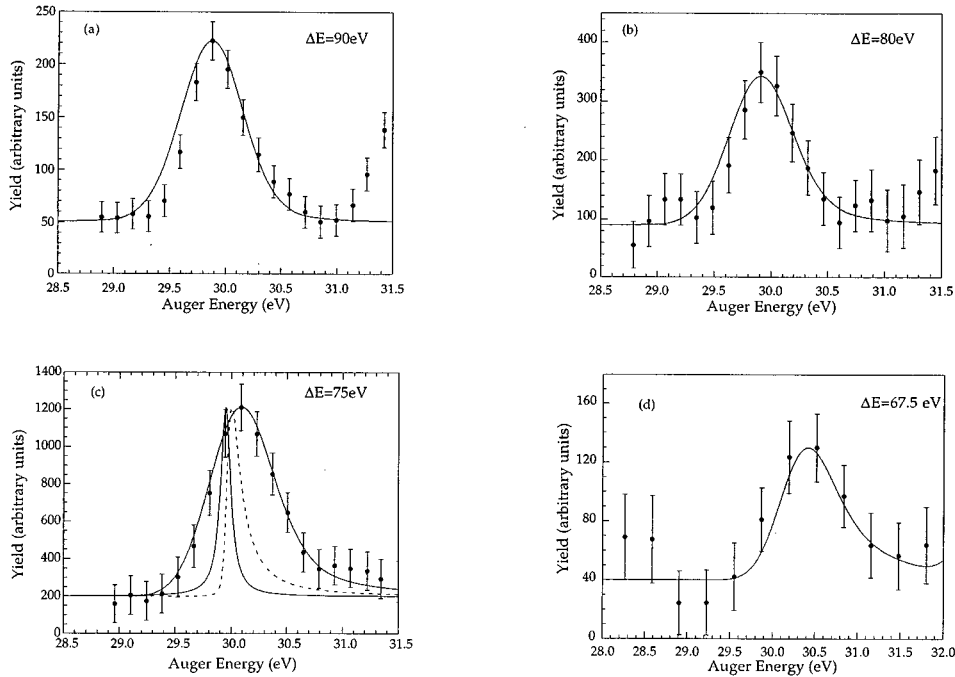 (a)
ΔE=90eV
Yield (arbitrary units)
250
200
150
100
50
0
28.5 29.0 29.5 30.0 30.5 31.0 31.5
Auger Energy (eV)
(b)
ΔE=80eV
Yield (arbitrary units)
400
300
200
100
0
28.5 29.0 29.5 30.0 30.5 31.0 31.5
Auger Energy (eV)
(c)
ΔE=75eV
Yield (arbitrary units)
1400
1200
1000
800
600
400
200
0
28.5 29.0 29.5 30.0 30.5 31.0 31.5
Auger Energy (eV)
(d)
ΔE=67.5 eV
Yield (arbitrary units)
160
120
80
40
0
28.0 28.5 29.0 29.5 30.0 30.5 31.0 31.5 32.0
Auger Energy (eV)